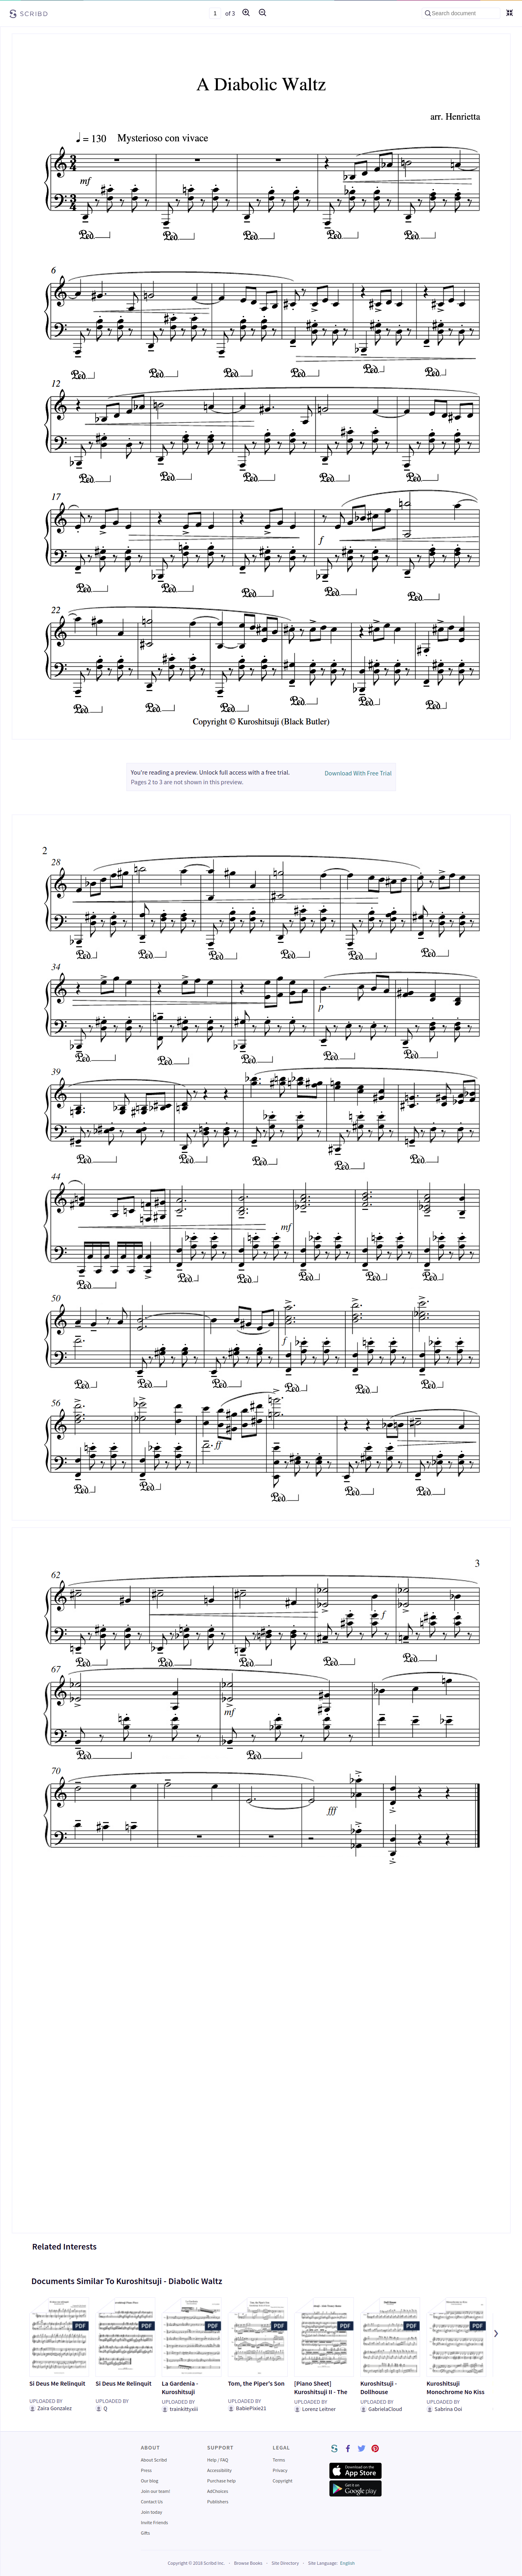 SCRIBD
1 of 3
Search document
A Diabolic Waltz
arr. Henrietta
♩ = 130 Mysterioso con vivace
mf
6
12
17
f
22
Copyright © Kuroshitsuji (Black Butler)
You're reading a preview. Unlock full access with a free trial.
Pages 2 to 3 are not shown in this preview.
Download With Free Trial
2
28
34
p
39
44
mf
50
f
56
ff
3
62
f
67
mf
70
fff
Related Interests
Documents Similar To Kuroshitsuji - Diabolic Waltz
PDF PDF PDF PDF PDF PDF PDF
Si Deus Me Relinquit
UPLOADED BY
Zaira Gonzalez
Si Deus Me Relinquit
UPLOADED BY
Q
La Gardenia - Kuroshitsuji
UPLOADED BY
trainkittyxiii
Tom, the Piper's Son
UPLOADED BY
BabiePixie21
[Piano Sheet] Kuroshitsuji II - The
UPLOADED BY
Lorenz Leitner
Kuroshitsuji - Dollhouse
UPLOADED BY
GabrielaCloud
Kuroshitsuji Monochrome No Kiss
UPLOADED BY
Sabrina Ooi
ABOUT
About Scribd
Press
Our blog
Join our team!
Contact Us
Join today
Invite Friends
Gifts
SUPPORT
Help / FAQ
Accessibility
Purchase help
AdChoices
Publishers
LEGAL
Terms
Privacy
Copyright
Download on the
App Store
Get it on
Google play
Copyright © 2018 Scribd Inc. · Browse Books · Site Directory · Site Language: English